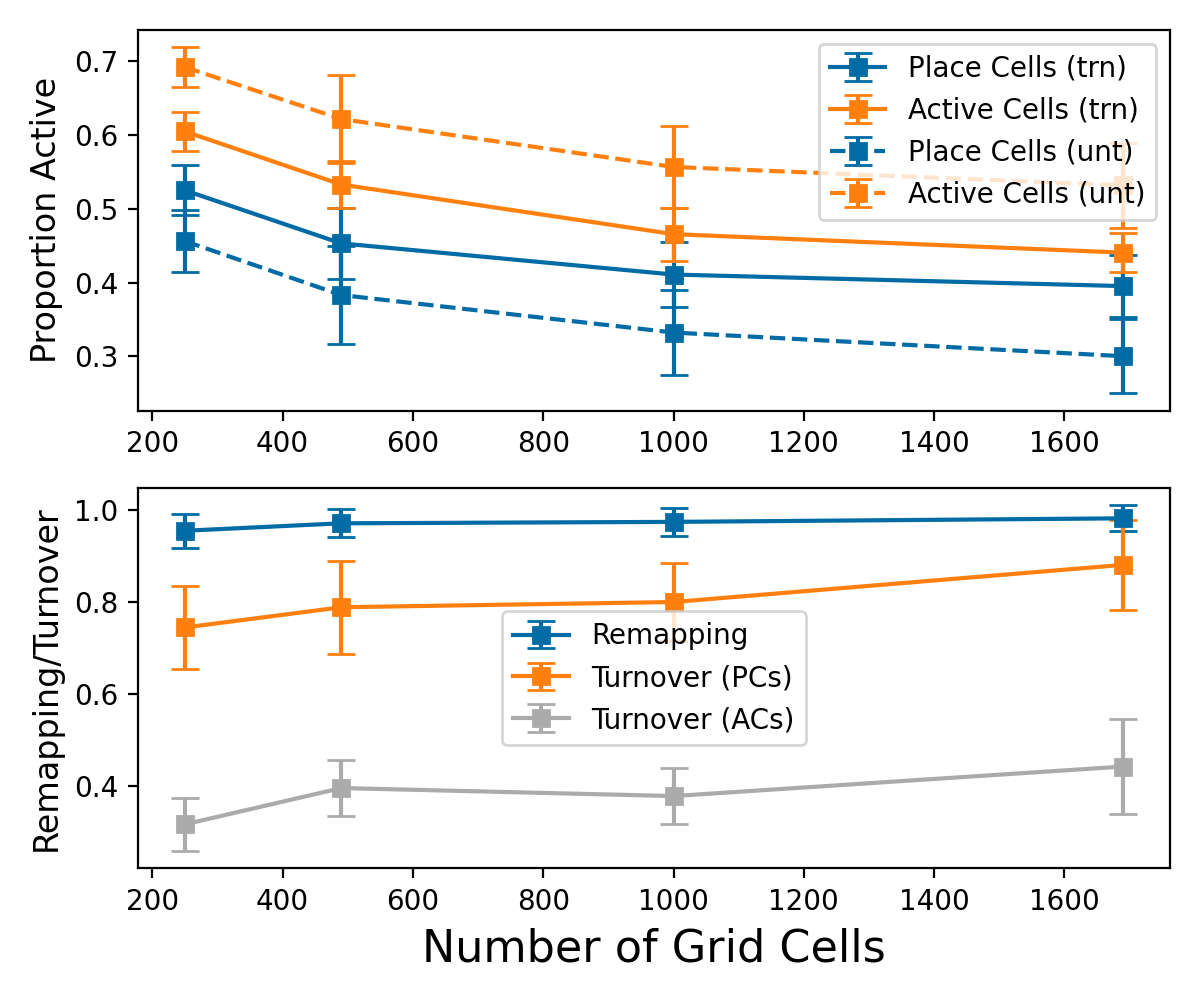 Proportion Active
0.7
0.6
0.5
0.4
0.3
Place Cells (trn)
Active Cells (trn)
Place Cells (unt)
Active Cells (unt)
200 400 600 800 1000 1200 1400 1600
Remapping/Turnover
1.0
0.8
0.6
0.4
Remapping
Turnover (PCs)
Turnover (ACs)
200 400 600 800 1000 1200 1400 1600
Number of Grid Cells